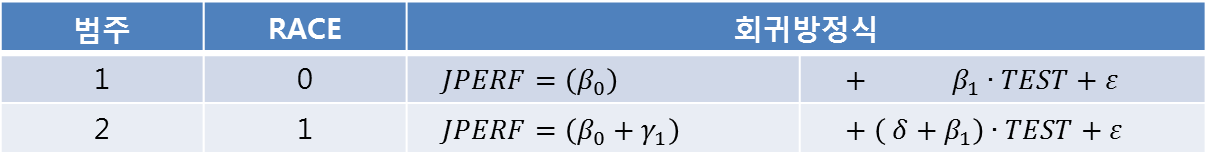 범주 RACE 회귀방정식
1 0 JPERF = (β₀) + β₁ · TEST + ε
2 1 JPERF = (β₀ + γ₁) + ( δ + β₁) · TEST + ε